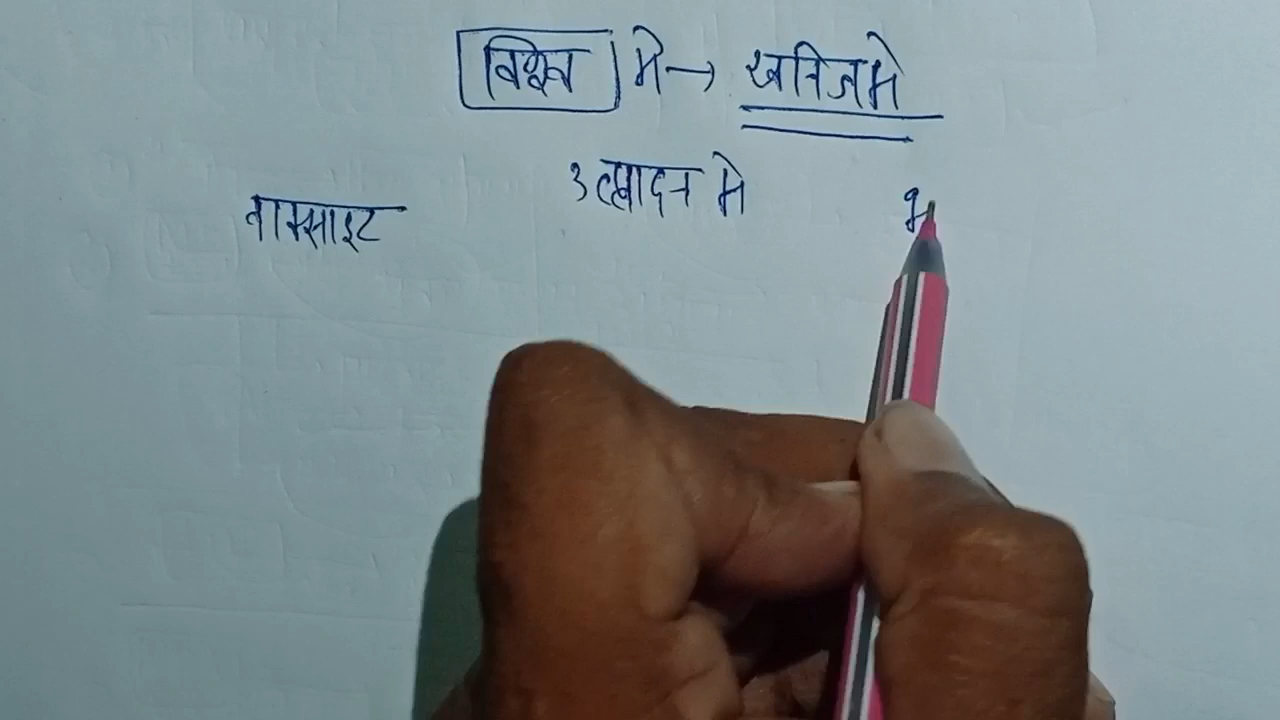 विश्व मे → खनिजमे
उत्पादन मे
वाक्साइट